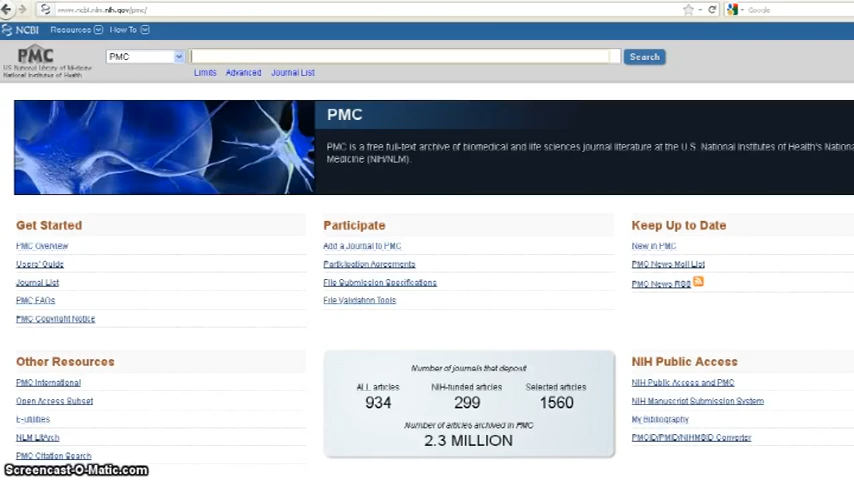 www.ncbi.nlm.nih.gov/pmc/
Google
NCBI Resources How To
PMC
US National Library of Medicine
National Institutes of Health
PMC
Search
Limits Advanced Journal List
PMC
PMC is a free full-text archive of biomedical and life sciences journal literature at the U.S. National Institutes of Health's Nationa
Medicine (NIH/NLM).
Get Started
PMC Overview
Users' Guide
Journal List
PMC FAQs
PMC Copyright Notice
Participate
Add a Journal to PMC
Participation Agreements
File Submission Specifications
File Validation Tools
Keep Up to Date
New in PMC
PMC News Mail List
PMC News RSS
Other Resources
PMC International
Open Access Subset
E-utilities
NLM LitArch
PMC Citation Search
Number of journals that deposit
ALL articles NIH-funded articles Selected articles
934 299 1560
Number of articles archived in PMC
2.3 MILLION
NIH Public Access
NIH Public Access and PMC
NIH Manuscript Submission System
My Bibliography
PMCID/PMID/NIHMSID Converter
Screencast-O-Matic.com